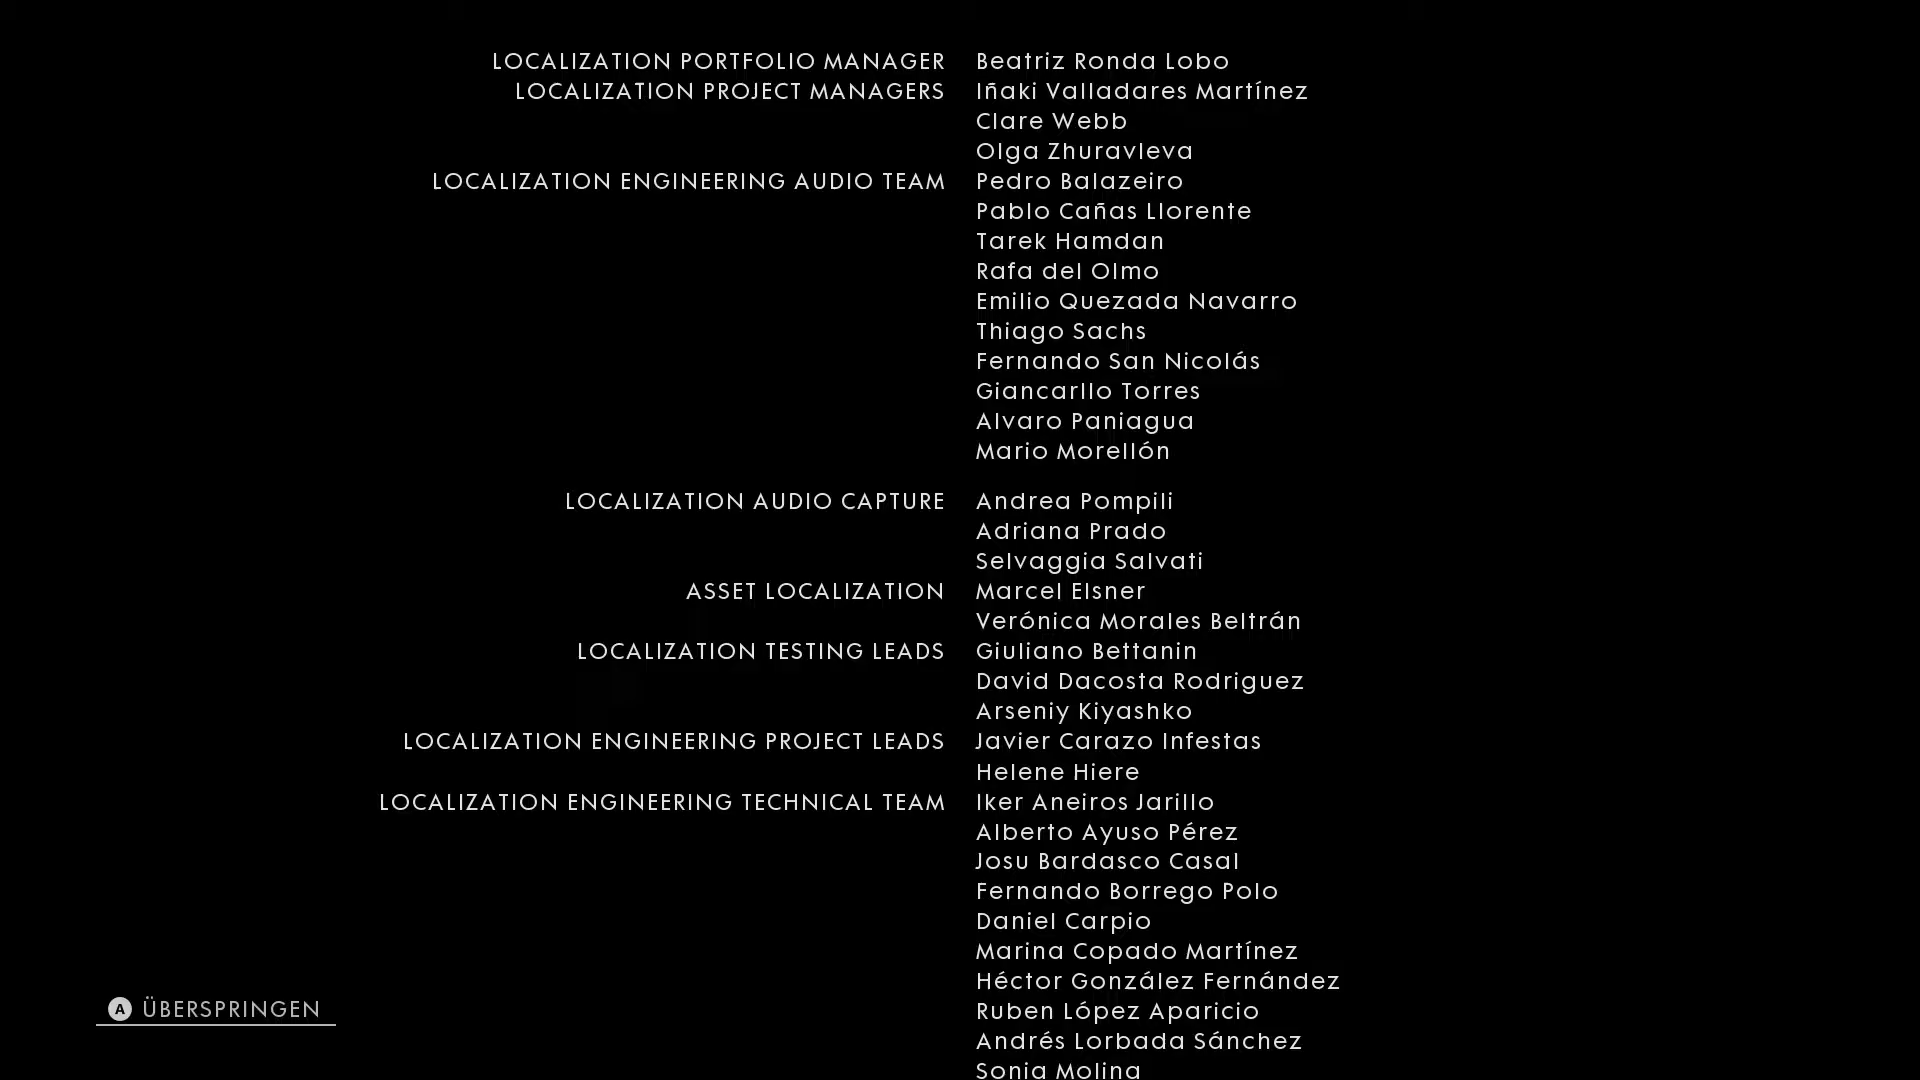 LOCALIZATION PORTFOLIO MANAGER Beatriz Ronda Lobo
LOCALIZATION PROJECT MANAGERS Iñaki Valladares Martínez
Clare Webb
Olga Zhuravleva
LOCALIZATION ENGINEERING AUDIO TEAM Pedro Balazeiro
Pablo Cañas Llorente
Tarek Hamdan
Rafa del Olmo
Emilio Quezada Navarro
Thiago Sachs
Fernando San Nicolás
Giancarllo Torres
Alvaro Paniagua
Mario Morellón
LOCALIZATION AUDIO CAPTURE Andrea Pompili
Adriana Prado
Selvaggia Salvati
ASSET LOCALIZATION Marcel Elsner
Verónica Morales Beltrán
LOCALIZATION TESTING LEADS Giuliano Bettanin
David Dacosta Rodriguez
Arseniy Kiyashko
LOCALIZATION ENGINEERING PROJECT LEADS Javier Carazo Infestas
Helene Hiere
LOCALIZATION ENGINEERING TECHNICAL TEAM Iker Aneiros Jarillo
Alberto Ayuso Pérez
Josu Bardasco Casal
Fernando Borrego Polo
Daniel Carpio
Marina Copado Martínez
Héctor González Fernández
Ruben López Aparicio
Andrés Lorbada Sánchez
Sonia Molina
A ÜBERSPRINGEN